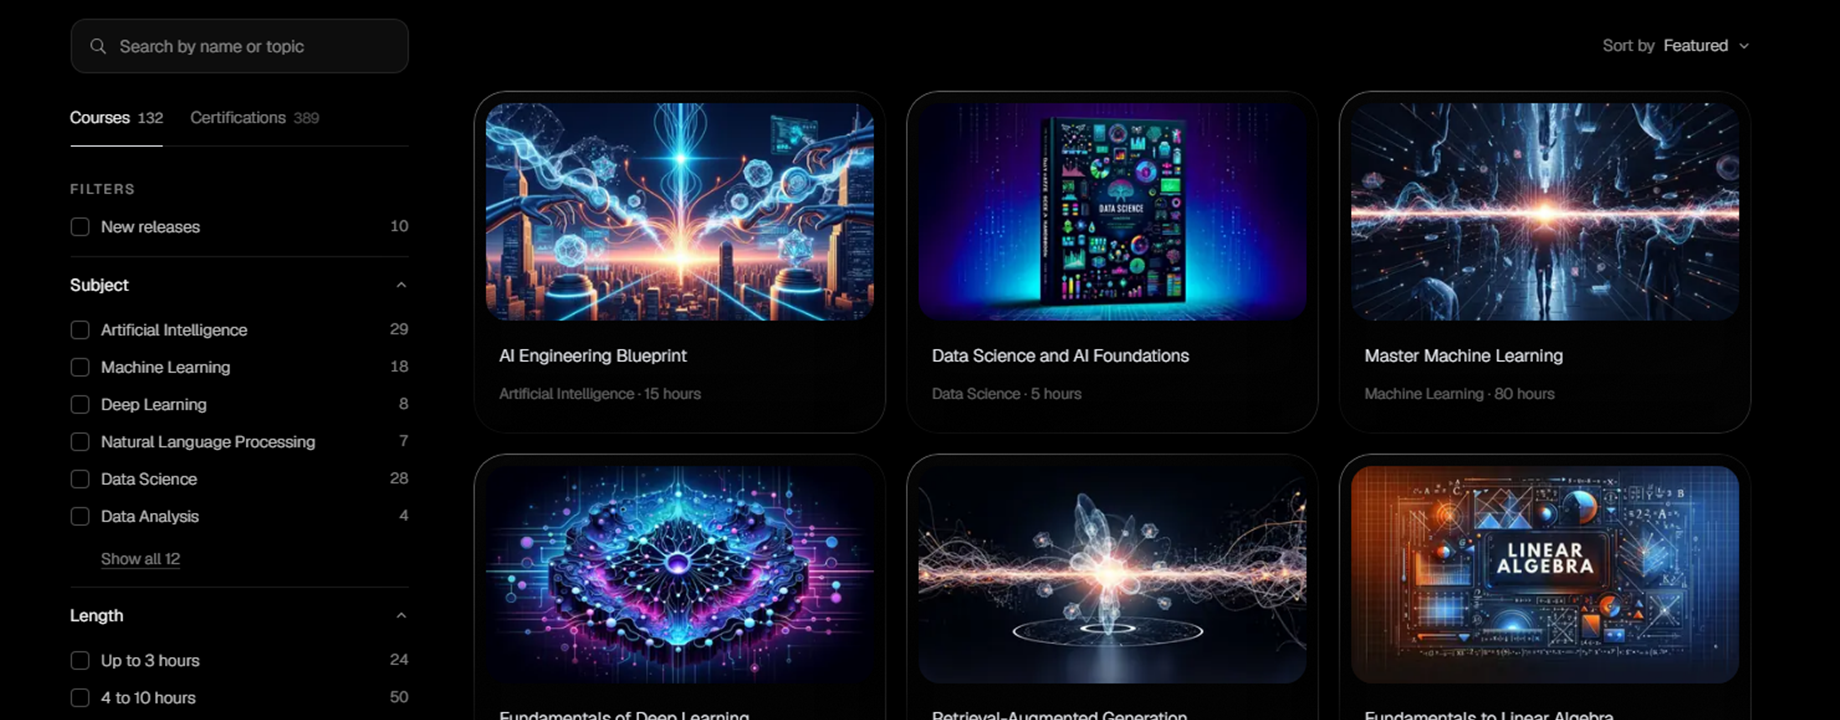 Search by name or topic
Sort by Featured
Courses 132 Certifications 389
FILTERS
New releases 10
Subject
Artificial Intelligence 29
Machine Learning 18
Deep Learning 8
Natural Language Processing 7
Data Science 28
Data Analysis 4
Show all 12
Length
Up to 3 hours 24
4 to 10 hours 50
DATA SCIENCE
AI Engineering Blueprint
Artificial Intelligence · 15 hours
Data Science and AI Foundations
Data Science · 5 hours
Master Machine Learning
Machine Learning · 80 hours
LINEAR
ALGEBRA
Fundamentals of Deep Learning
Retrieval-Augmented Generation
Fundamentals to Linear Algebra